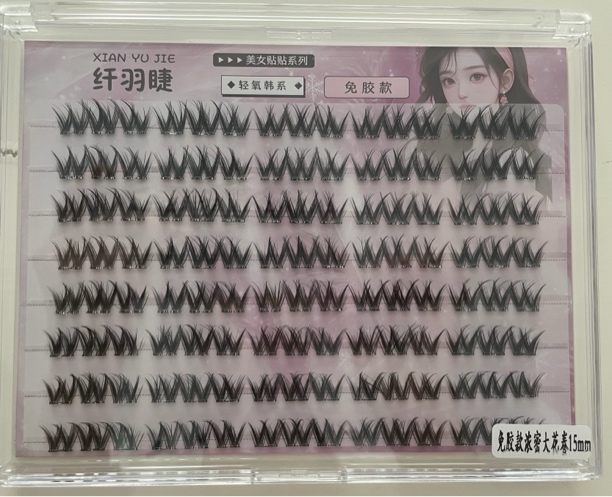 XIAN YU JIE
纤羽睫
美女贴贴系列
轻氧韩系
免胶款
免胶款浓密大花卷15mm